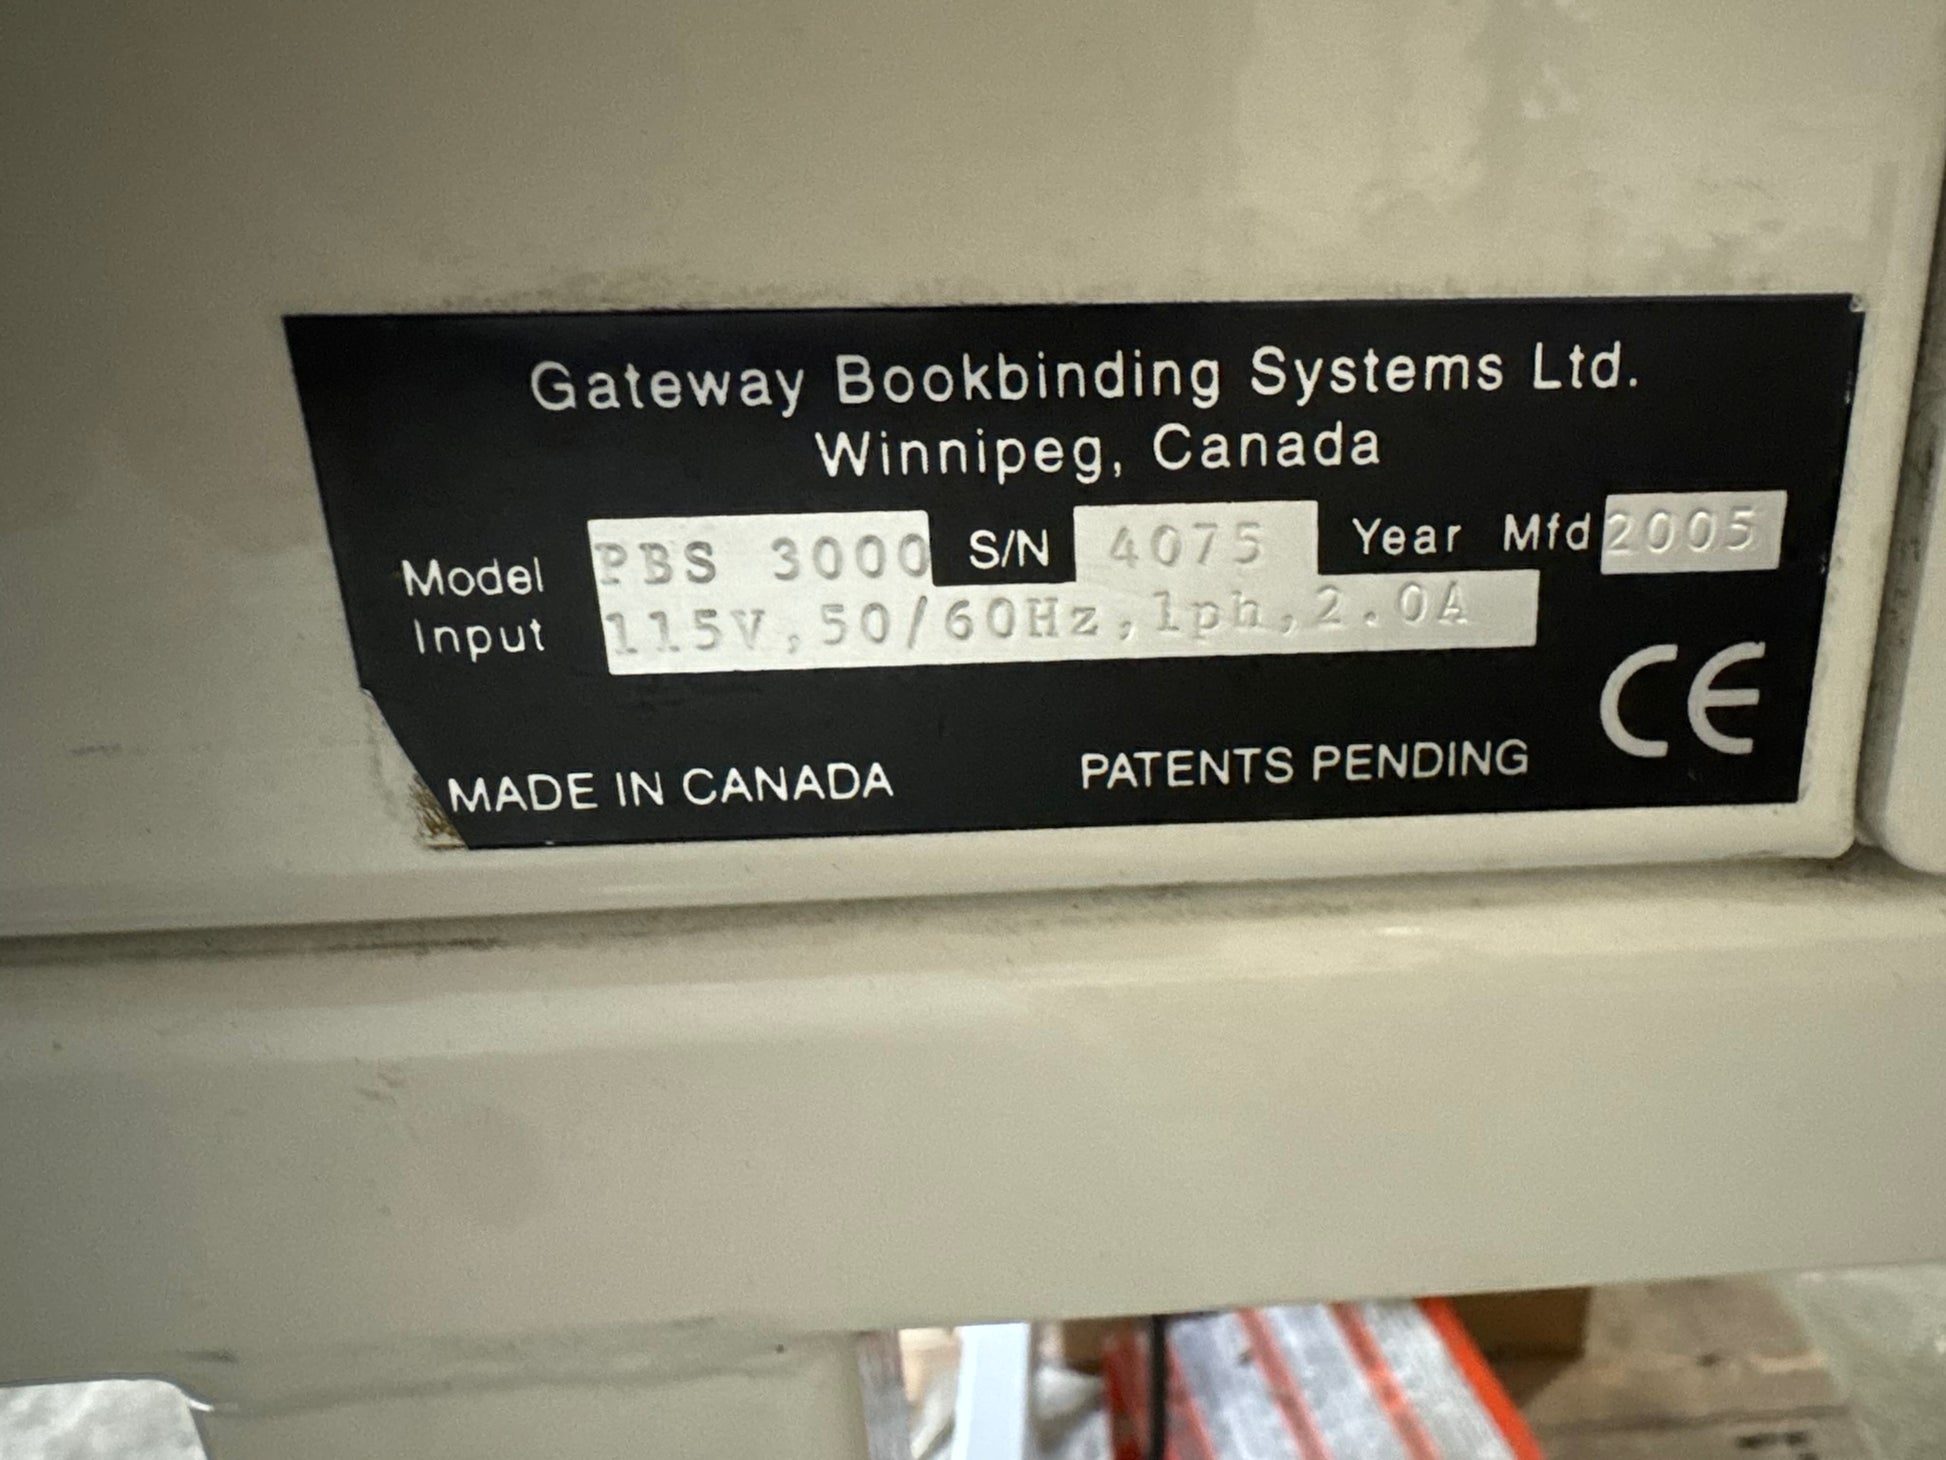 Gateway Bookbinding Systems Ltd.
Winnipeg, Canada
Model PBS 3000 S/N 4075 Year Mfd 2005
Input 115V,50/60Hz,1ph,2.0A
CE
MADE IN CANADA PATENTS PENDING